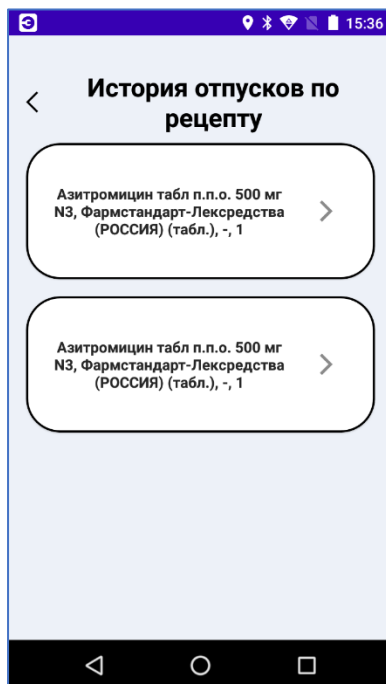 15:36
История отпусков по
рецепту
Азитромицин табл п.п.о. 500 мг
N3, Фармстандарт-Лексредства
(РОССИЯ) (табл.), -, 1
Азитромицин табл п.п.о. 500 мг
N3, Фармстандарт-Лексредства
(РОССИЯ) (табл.), -, 1